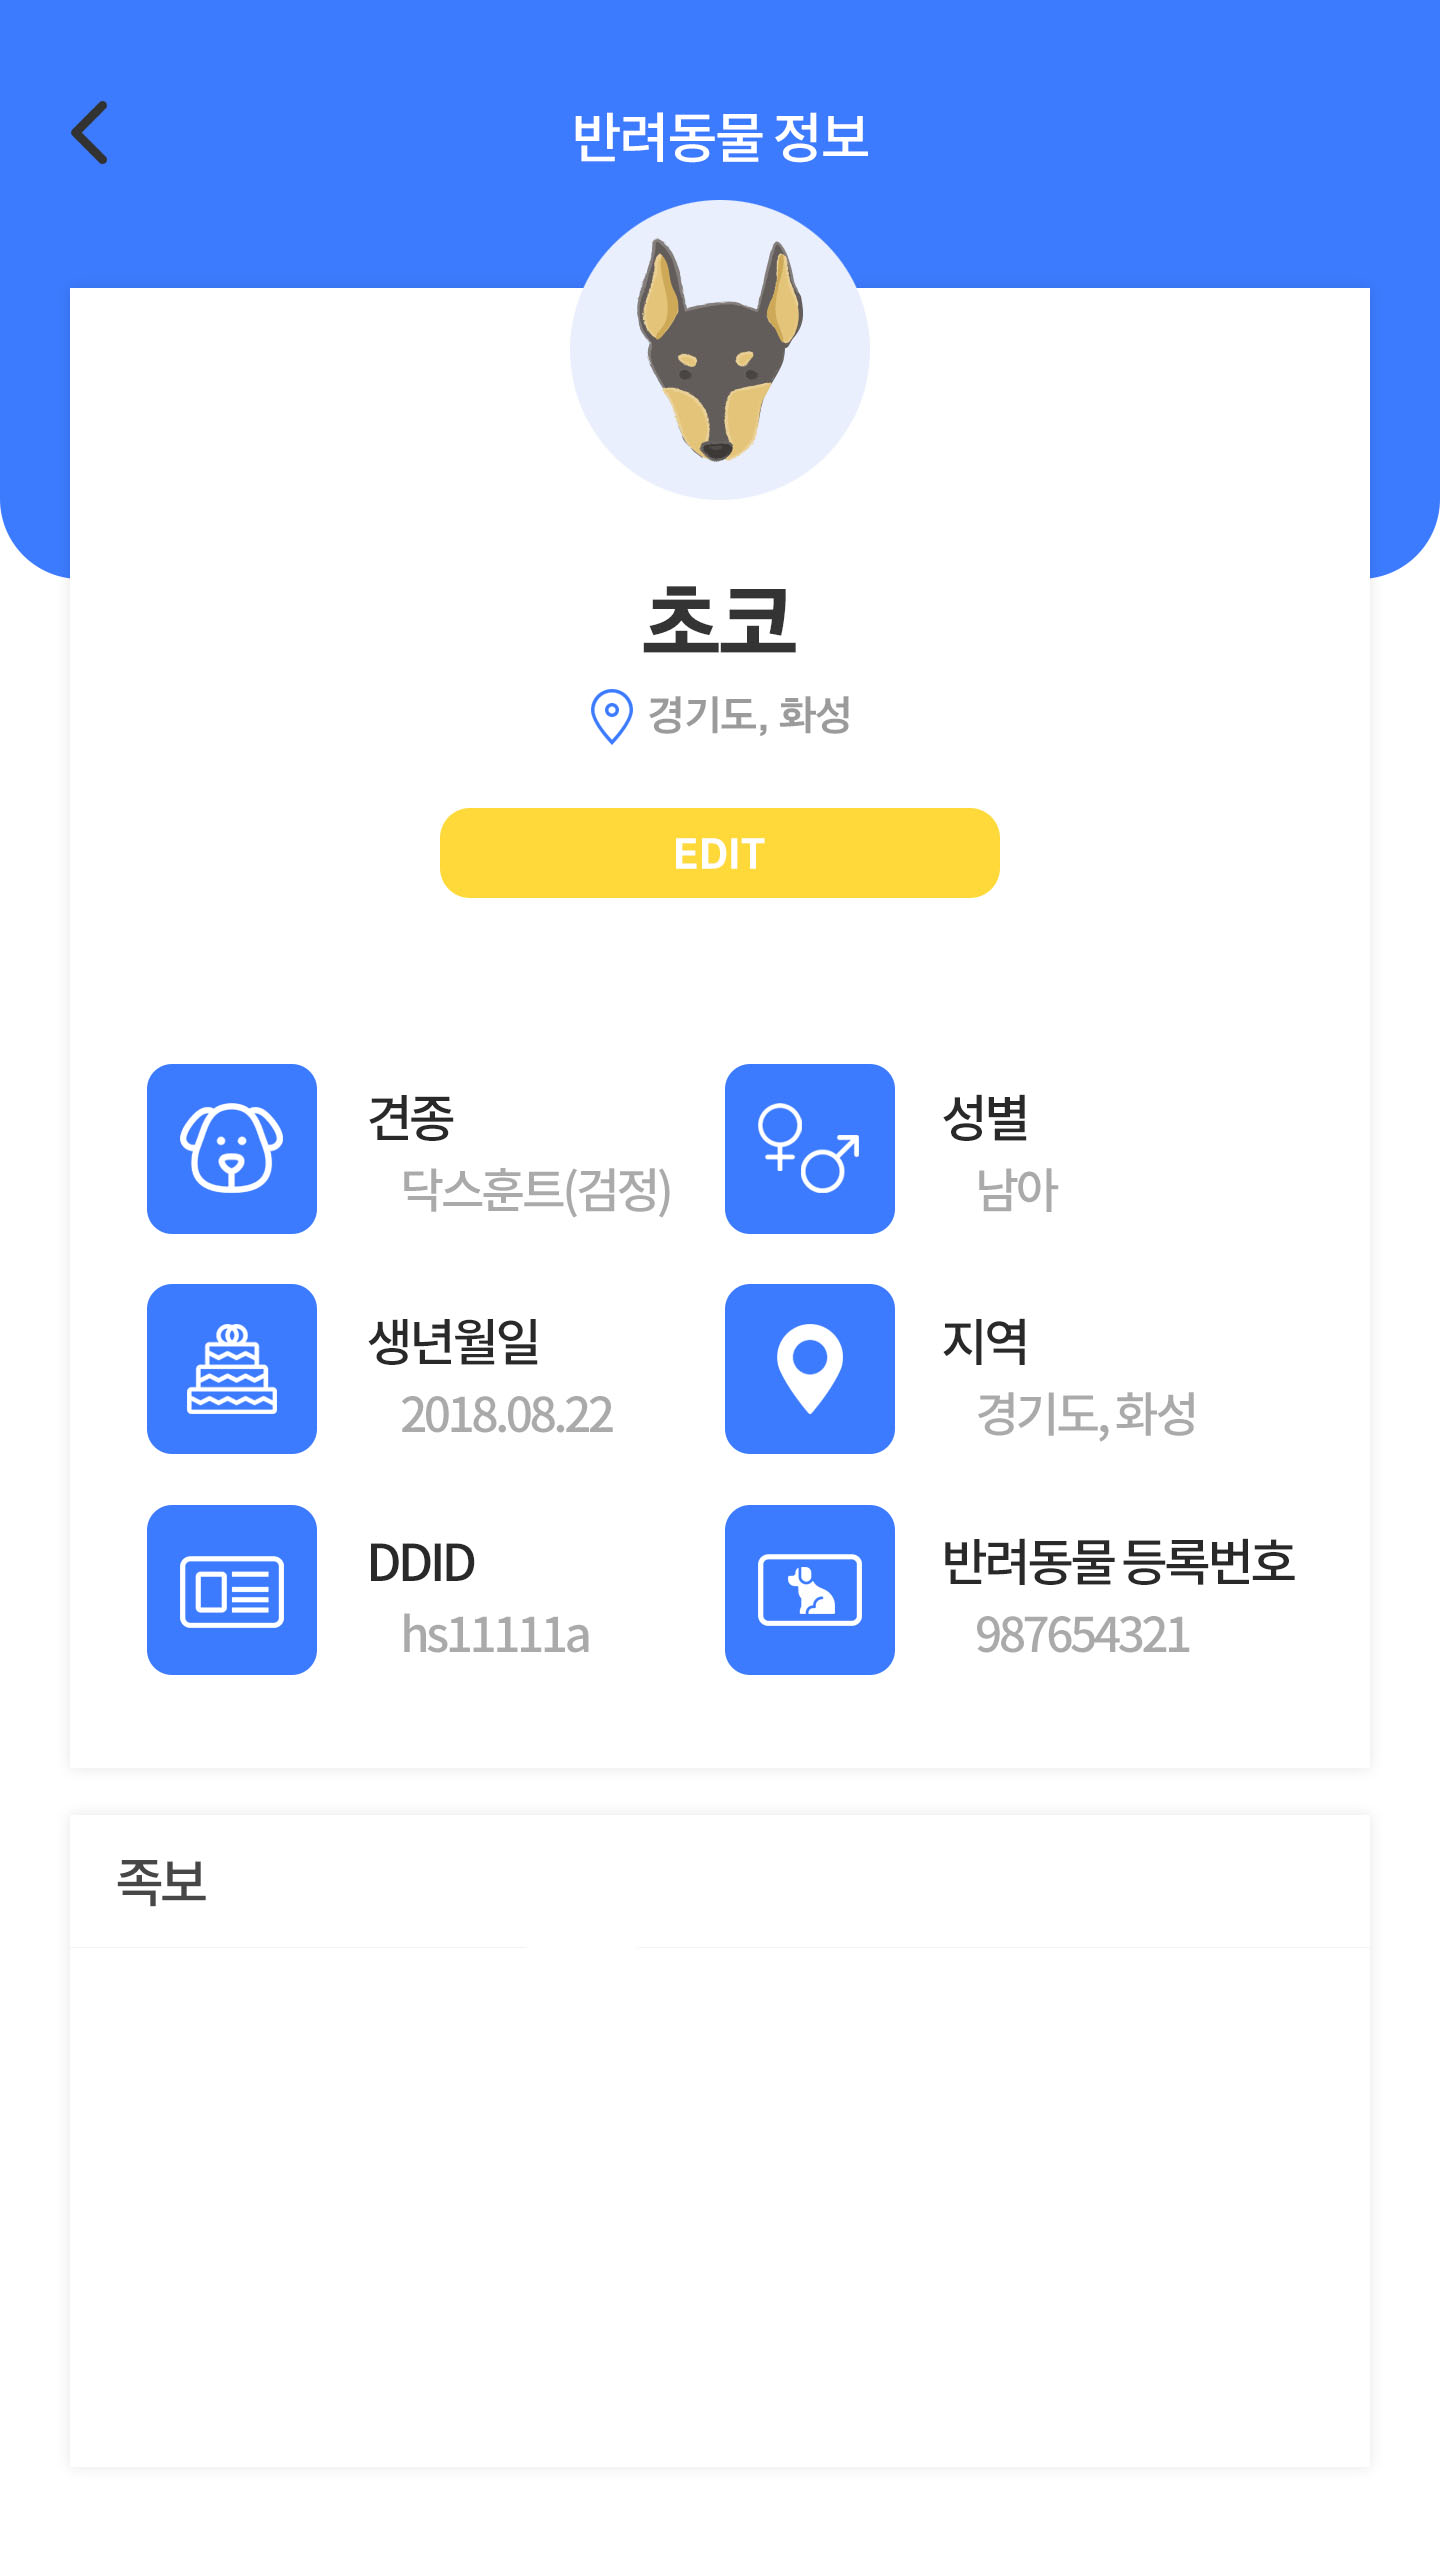 반려동물 정보
초코
경기도, 화성
EDIT
견종
닥스훈트(검정)
성별
남아
생년월일
2018.08.22
지역
경기도, 화성
DDID
hs11111a
반려동물 등록번호
987654321
족보